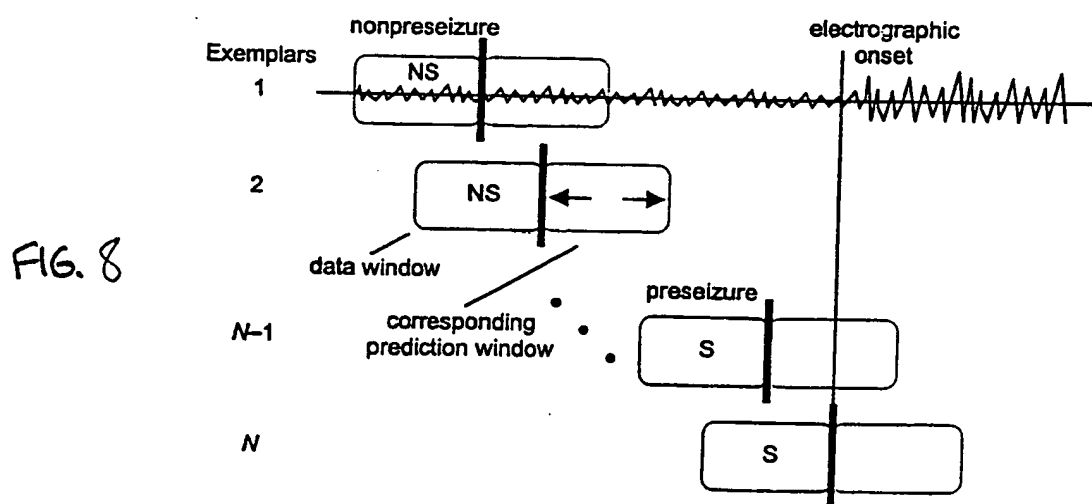 nonpreseizure
electrographic
onset
Exemplars
NS
1
2
NS
FIG. 8
data window
preseizure
corresponding
prediction window
N–1
S
N
S